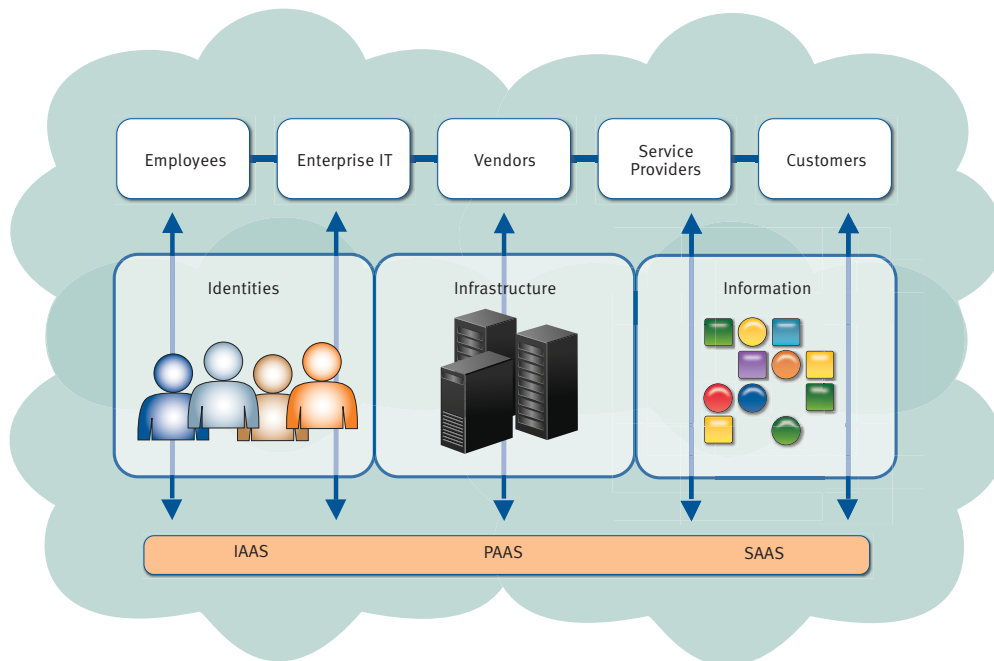 Employees
Enterprise IT
Vendors
Service
Providers
Customers
Identities
Infrastructure
Information
IAAS
PAAS
SAAS